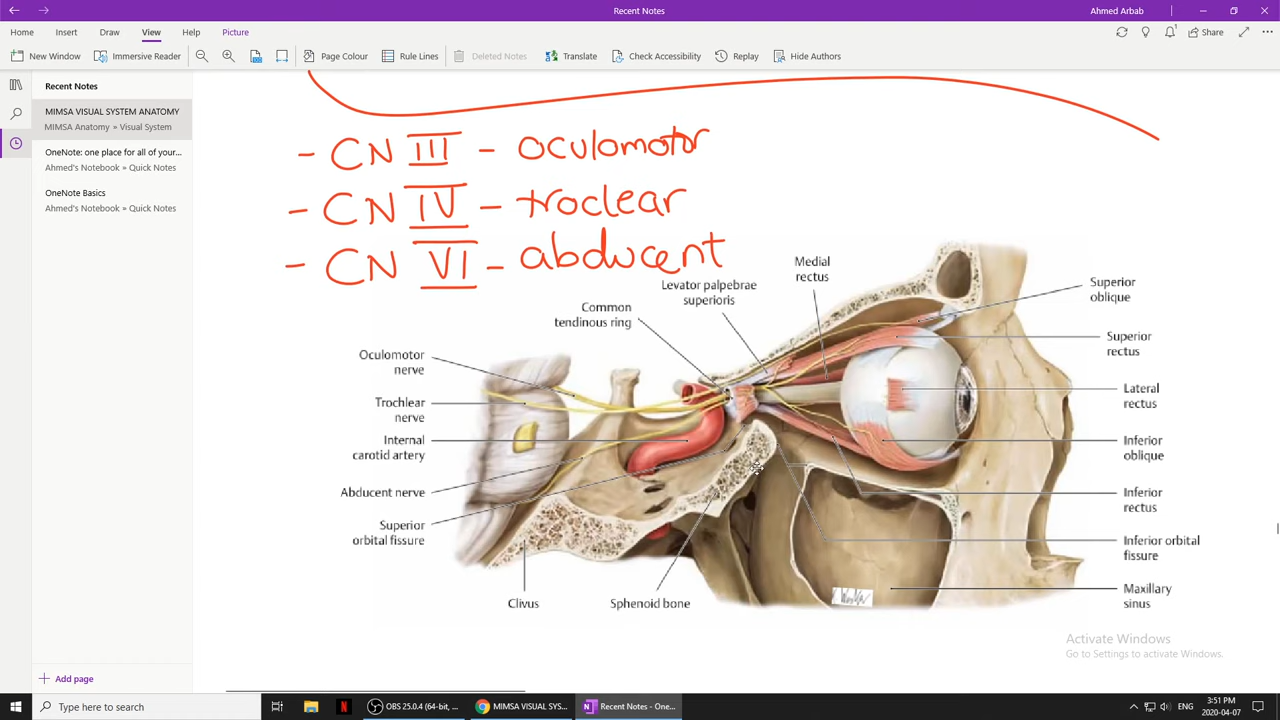 Recent Notes
Ahmed Arbab
Home
Insert
Draw
View
Help
Picture
Share
New Window
Immersive Reader
Page Colour
Rule Lines
Deleted Notes
Translate
Check Accessibility
Replay
Hide Authors
Recent Notes
MIMSA VISUAL SYSTEM ANATOMY
MIMSA Anatomy » Visual System
OneNote: one place for all of your...
Ahmed's Notebook » Quick Notes
OneNote Basics
Ahmed's Notebook » Quick Notes
Add page
- CN III - oculomotor
- CN IV - troclear
- CN VI - abducent
Common
tendinous ring
Levator palpebrae
superioris
Medial
rectus
Superior
oblique
Superior
rectus
Lateral
rectus
Inferior
oblique
Inferior
rectus
Inferior orbital
fissure
Maxillary
sinus
Oculomotor
nerve
Trochlear
nerve
Internal
carotid artery
Abducent nerve
Superior
orbital fissure
Clivus
Sphenoid bone
Activate Windows
Go to Settings to activate Windows.
Type here to search
OBS 25.0.4 (64-bit, ...
MIMSA VISUAL SYS...
Recent Notes - One...
ENG
3:51 PM
2020-04-07